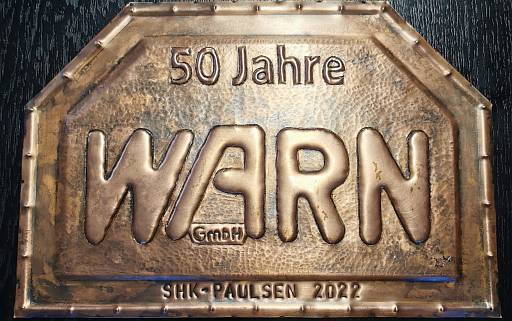 50 Jahre
WARN
GmbH
SHK-PAULSEN 2022